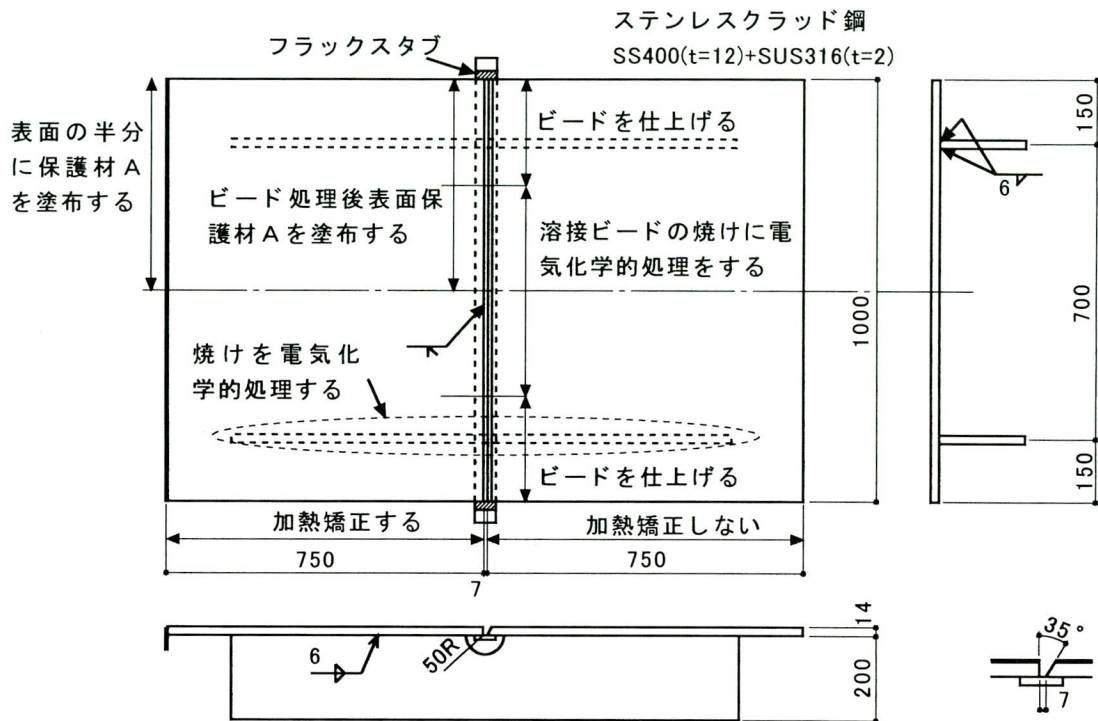 ステンレスクラッド鋼
SS400(t=12)+SUS316(t=2)
フラックスタブ
表面の半分
に保護材A
を塗布する
ビードを仕上げる
ビード処理後表面保
護材Aを塗布する
溶接ビードの焼けに電
気化学的処理をする
焼けを電気化
学的処理する
ビードを仕上げる
加熱矯正する
加熱矯正しない
750
750
7
1000
150
6
700
150
6
50R
14
200
35°
7